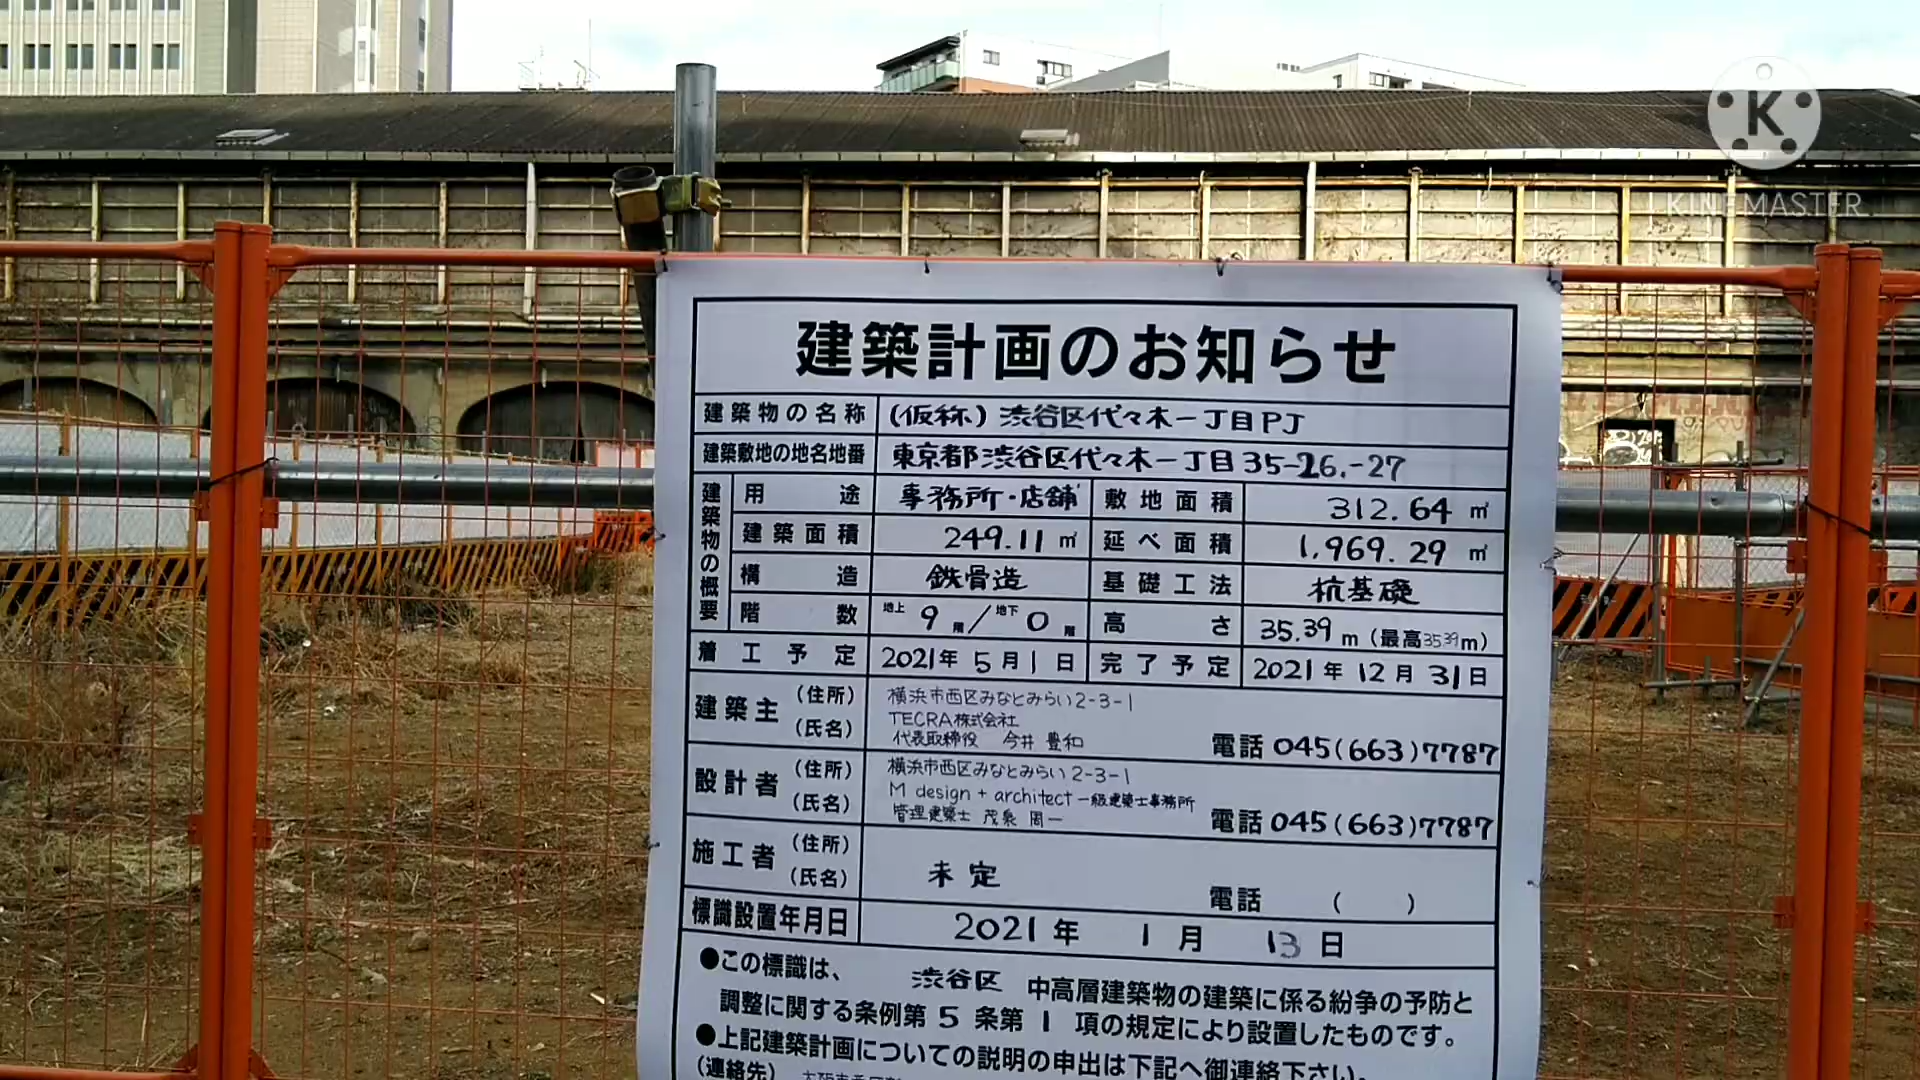 K
KINEMASTER
建築計画のお知らせ
建築物の名称 (仮称) 渋谷区代々木一丁目PJ
建築敷地の地名地番 東京都渋谷区代々木一丁目35-26.-27
建築物の概要
用途 事務所・店舗 敷地面積 312.64 ㎡
建築面積 249.11 ㎡ 延べ面積 1,969.29 ㎡
構造 鉄骨造 基礎工法 杭基礎
階数 地上 9 階 / 地下 0 階 高さ 35.39 m (最高35.39m)
着工予定 2021年 5月 1日 完了予定 2021年 12月 31日
建築主 (住所) 横浜市西区みなとみらい2-3-1
TECRA株式会社
(氏名) 代表取締役 今井 豊和 電話 045(663)7787
設計者 (住所) 横浜市西区みなとみらい2-3-1
M design + architect 一級建築士事務所
(氏名) 管理建築士 茂泉 周一 電話 045(663)7787
施工者 (住所) (氏名) 未定 電話 ( )
標識設置年月日 2021年 1月 13日
●この標識は、 渋谷区 中高層建築物の建築に係る紛争の予防と
調整に関する条例第 5 条第 1 項の規定により設置したものです。
●上記建築計画についての説明の申出は下記へ御連絡下さい。
(連絡先)